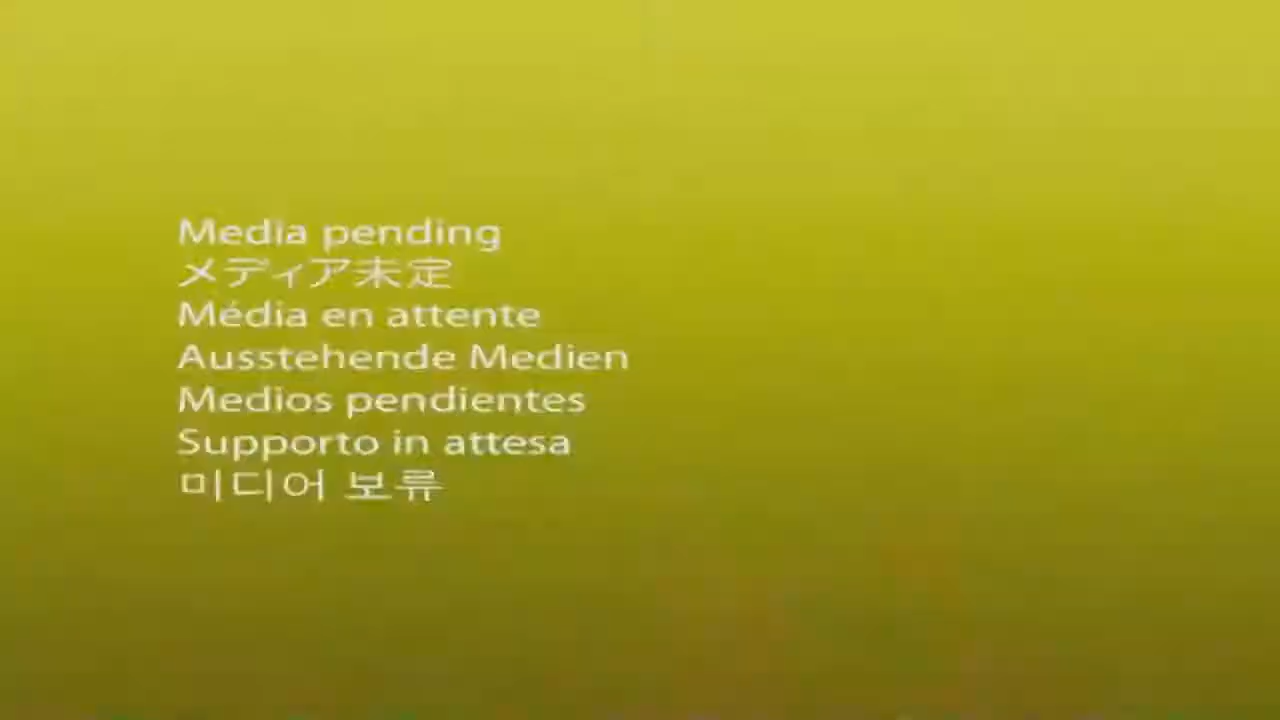 Media pending
メディア未定
Média en attente
Ausstehende Medien
Medios pendientes
Supporto in attesa
미디어 보류